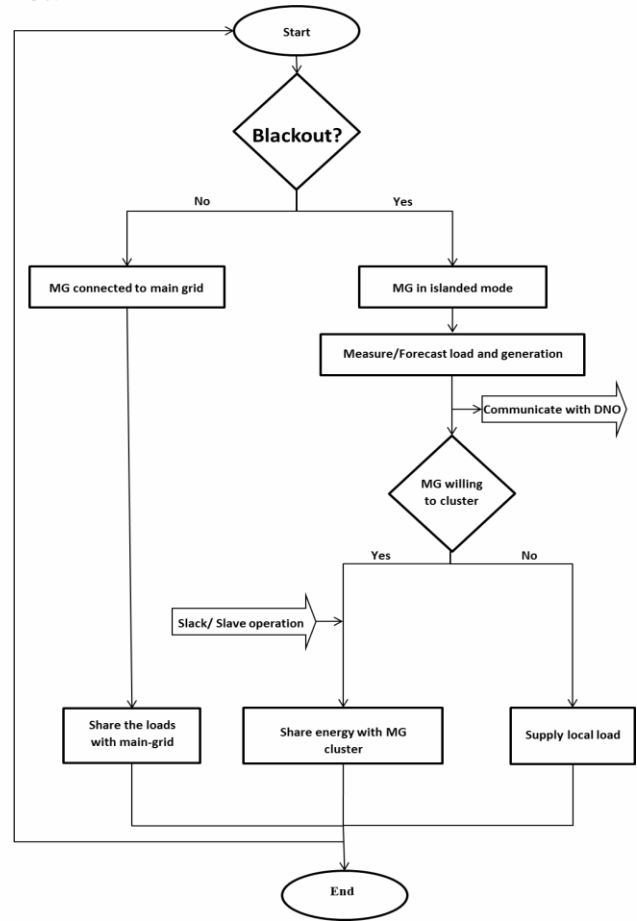 Start
Blackout?
No
Yes
MG connected to main grid
MG in islanded mode
Measure/Forecast load and generation
Communicate with DNO
MG willing
to cluster
Yes
No
Slack/ Slave operation
Share the loads
with main-grid
Share energy with MG
cluster
Supply local load
End